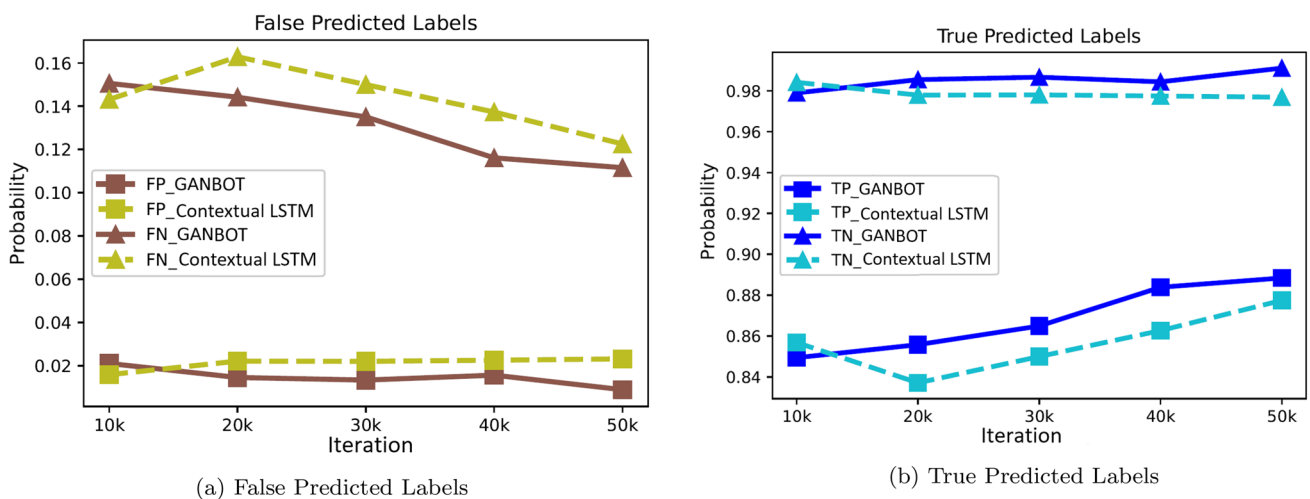 False Predicted Labels
Probability
0.16
0.14
0.12
0.10
0.08
0.06
0.04
0.02
FP_GANBOT
FP_Contextual LSTM
FN_GANBOT
FN_Contextual LSTM
10k 20k 30k 40k 50k
Iteration
(a) False Predicted Labels
True Predicted Labels
Probability
0.98
0.96
0.94
0.92
0.90
0.88
0.86
0.84
TP_GANBOT
TP_Contextual LSTM
TN_GANBOT
TN_Contextual LSTM
10k 20k 30k 40k 50k
Iteration
(b) True Predicted Labels